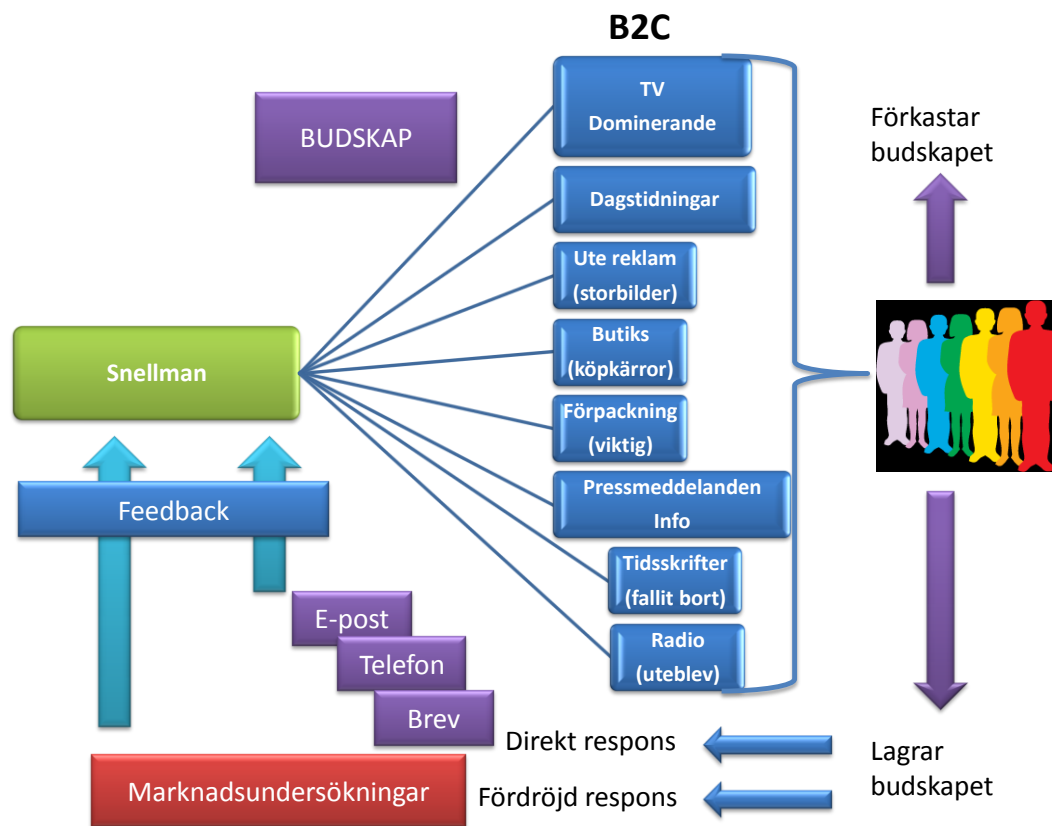 B2C
BUDSKAP
TV
Dominerande
Dagstidningar
Ute reklam
(storbilder)
Butiks
(köpkärror)
Förpackning
(viktig)
Pressmeddelanden
Info
Tidsskrifter
(fallit bort)
Radio
(uteblev)
Förkastar
budskapet
Snellman
Feedback
E-post
Telefon
Brev
Direkt respons
Lagrar
budskapet
Marknadsundersökningar
Fördröjd respons